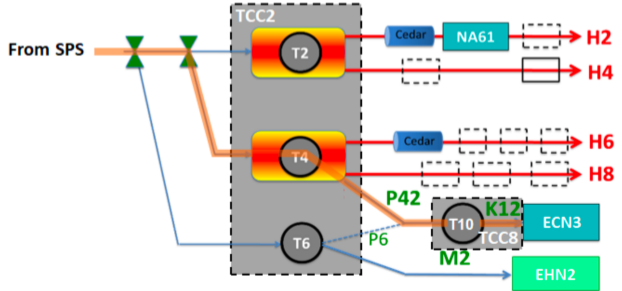 TCC2
From SPS
T2
Cedar
NA61
H2
H4
T4
Cedar
H6
H8
P42
K12
T10
TCC8
ECN3
T6
P6
M2
EHN2